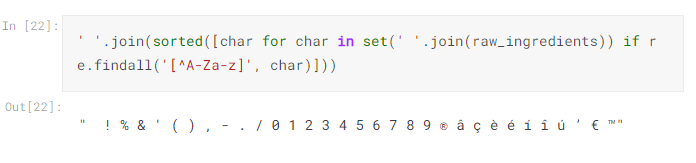 In [22]:
' '.join(sorted([char for char in set(' '.join(raw_ingredients)) if r
e.findall('[^A-Za-z]', char)]))
Out[22]:
"  ! % & ' ( ) , - . / 0 1 2 3 4 5 6 7 8 9 ® â ç è é í î ú ’ € ™"